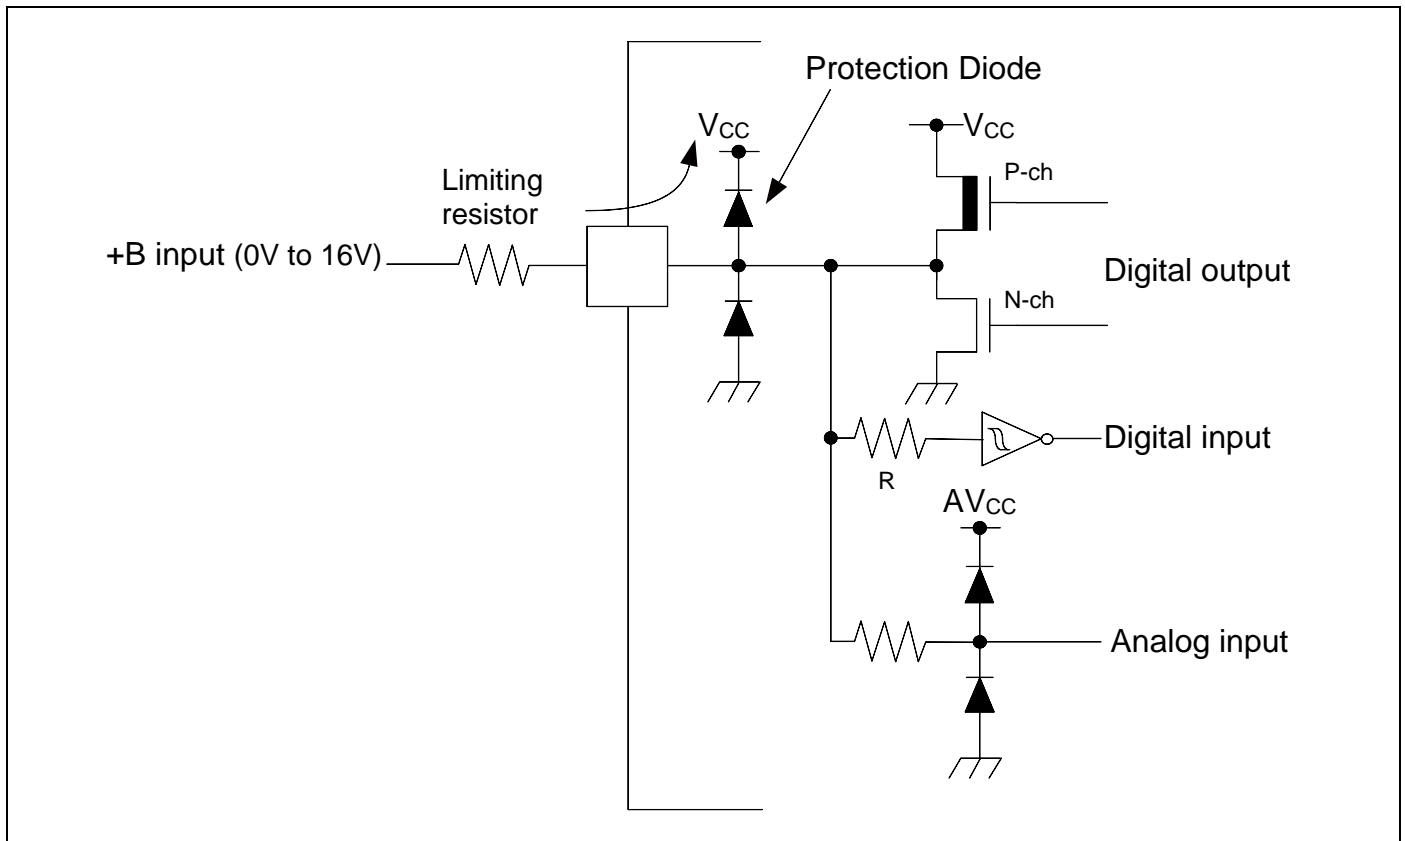 Protection Diode
VCC
VCC
P-ch
Limiting
resistor
+B input (0V to 16V)
Digital output
N-ch
Digital input
R
AVCC
Analog input